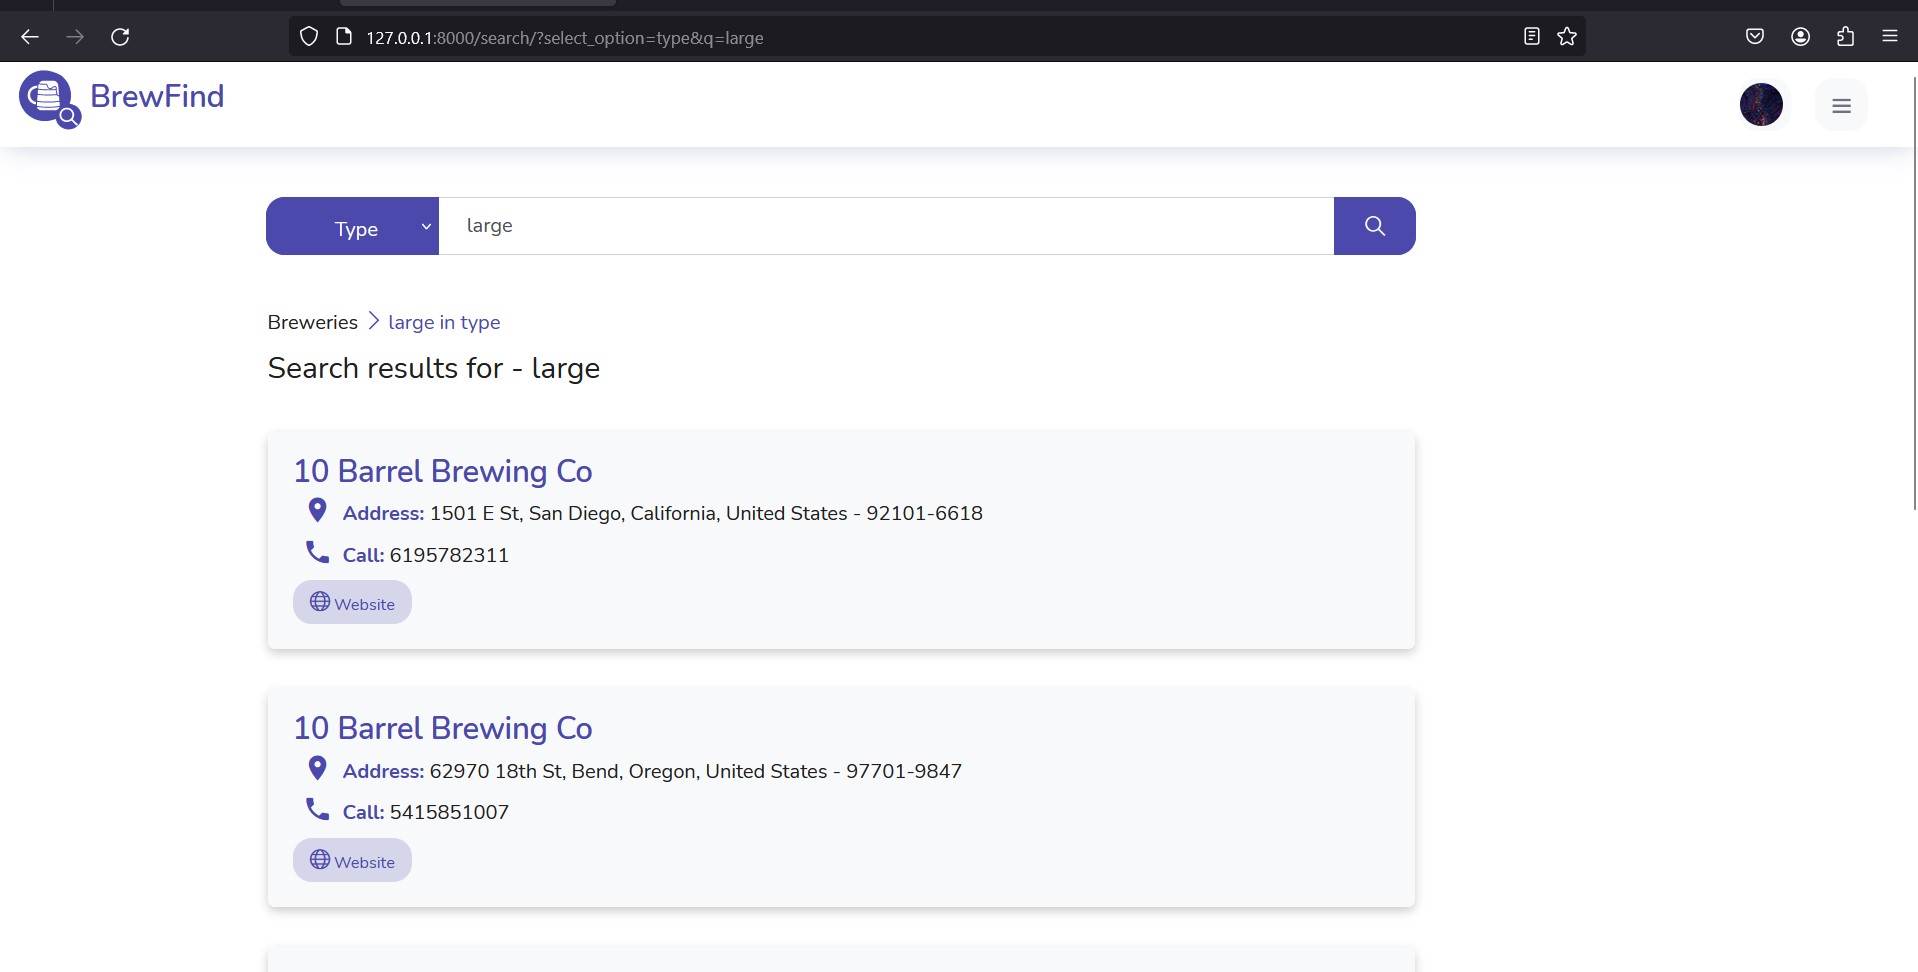 127.0.0.1:8000/search/?select_option=type&q=large
BrewFind
Type
large
Breweries
large in type
Search results for - large
10 Barrel Brewing Co
Address: 1501 E St, San Diego, California, United States - 92101-6618
Call: 6195782311
Website
10 Barrel Brewing Co
Address: 62970 18th St, Bend, Oregon, United States - 97701-9847
Call: 5415851007
Website